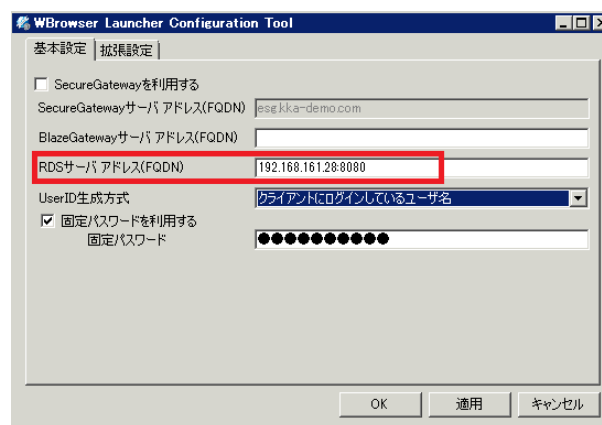 WBrowser Launcher Configuration Tool
基本設定 拡張設定
SecureGatewayを利用する
SecureGatewayサーバ アドレス(FQDN) esg.kka-demo.com
BlazeGatewayサーバ アドレス(FQDN)
RDSサーバ アドレス(FQDN) 192.168.161.28:8080
UserID生成方式 クライアントにログインしているユーザ名
固定パスワードを利用する
固定パスワード ●●●●●●●●●●
OK 適用 キャンセル